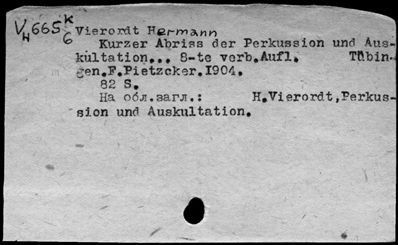 V 665 K
H 6
Vierordt Hermann
Kurzer Abriss der Perkussion und Aus-
kultation... 8-te verb.Aufl. Tübin-
gen.F.Pietzcker.1904.
82 S.
На обл.загл.: H.Vierordt,Perkus-
sion und Auskultation.